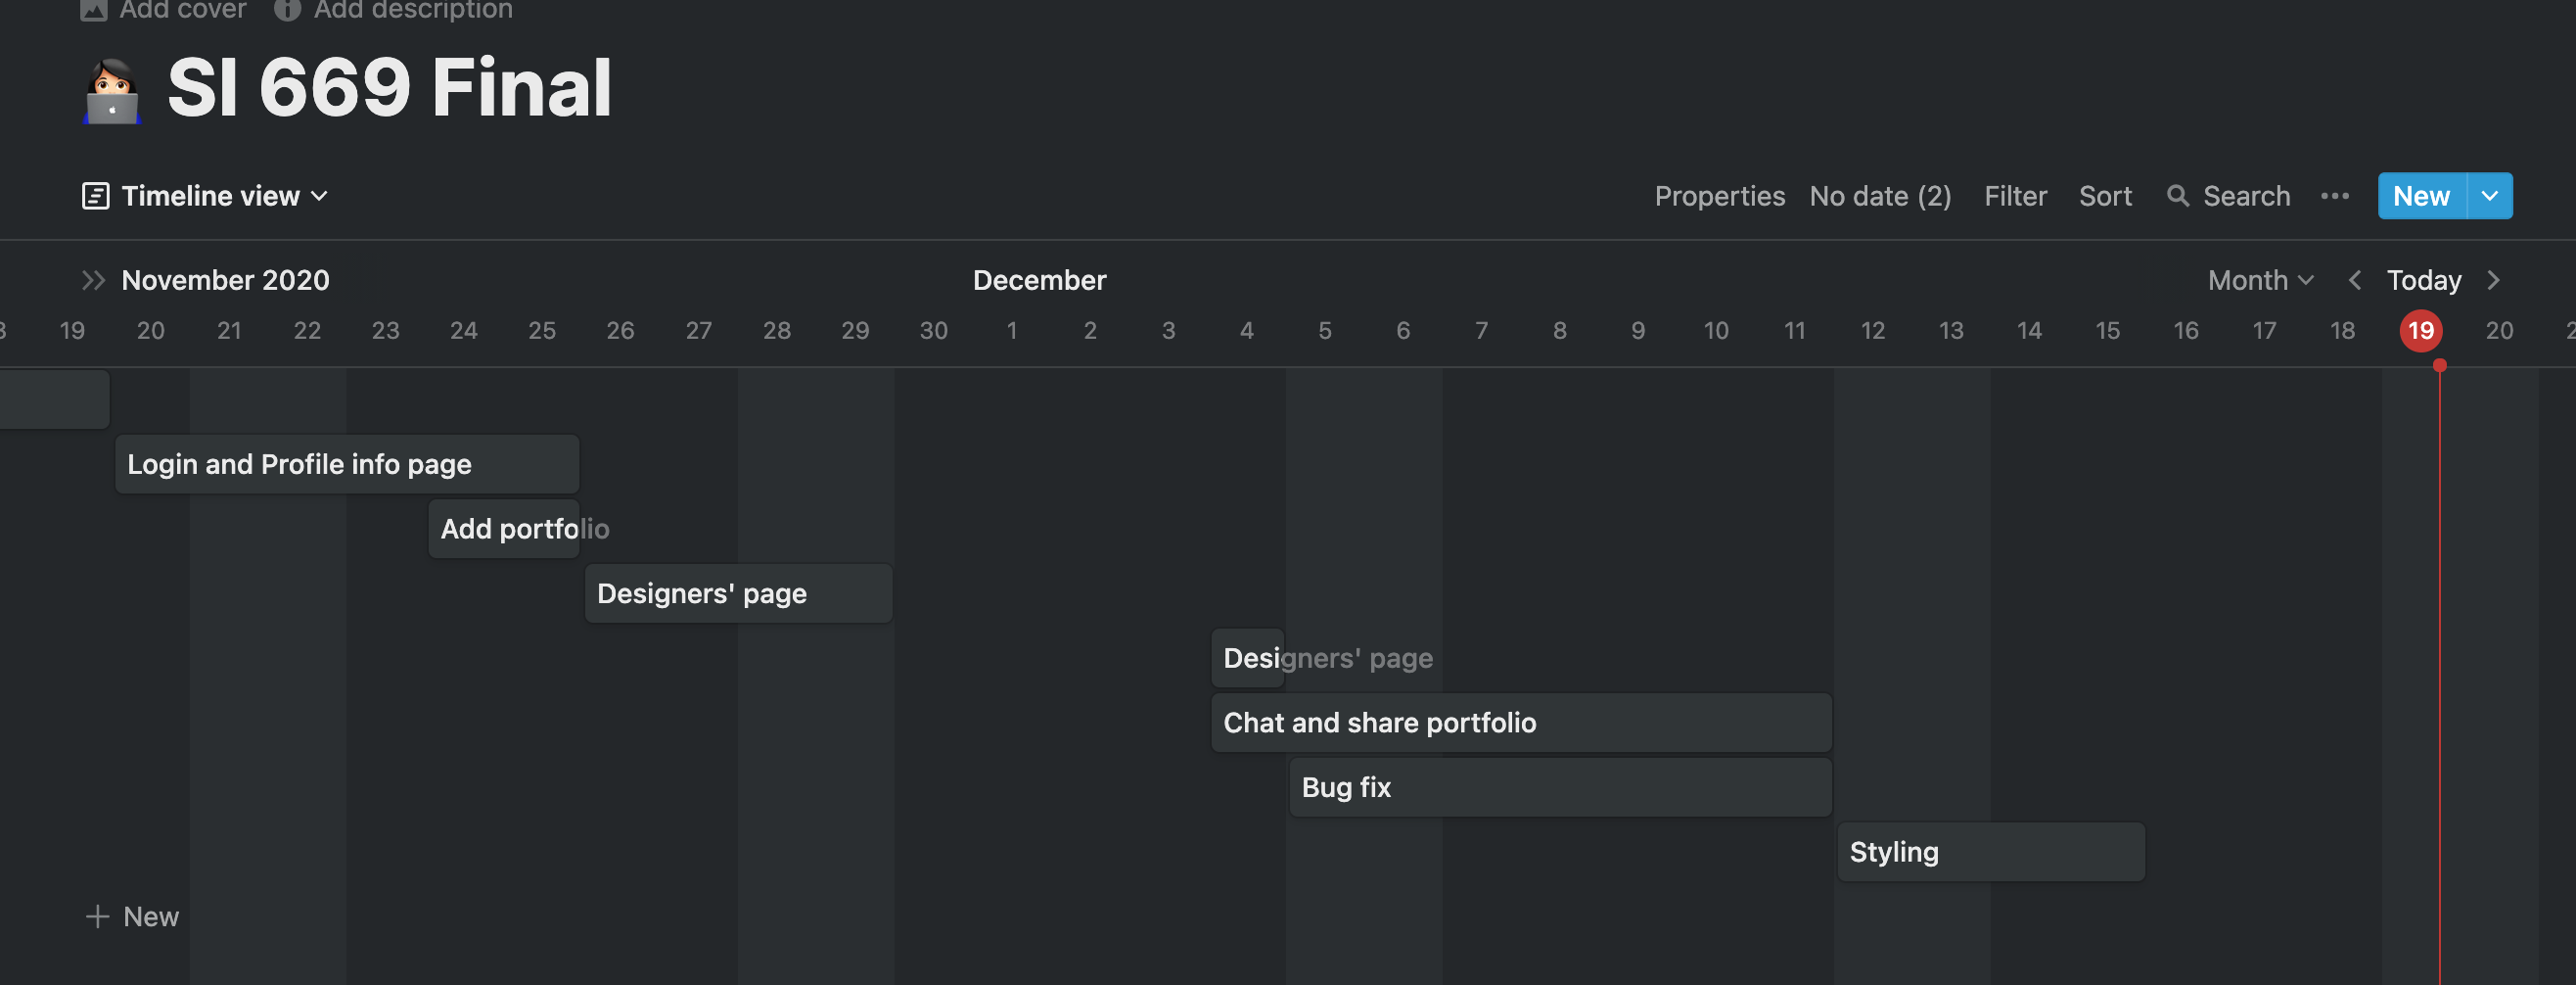 Add cover Add description
SI 669 Final
Timeline view Properties No date (2) Filter Sort Search ••• New
November 2020 December Month Today
19 20 21 22 23 24 25 26 27 28 29 30 1 2 3 4 5 6 7 8 9 10 11 12 13 14 15 16 17 18 19 20
Login and Profile info page
Add portfolio
Designers' page
Designers' page
Chat and share portfolio
Bug fix
Styling
+ New